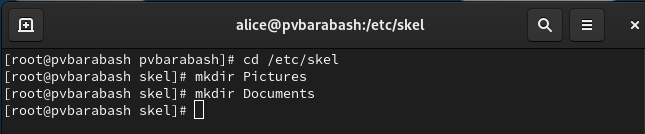 alice@pvbarabash:/etc/skel
[root@pvbarabash pvbarabash]# cd /etc/skel
[root@pvbarabash skel]# mkdir Pictures
[root@pvbarabash skel]# mkdir Documents
[root@pvbarabash skel]#